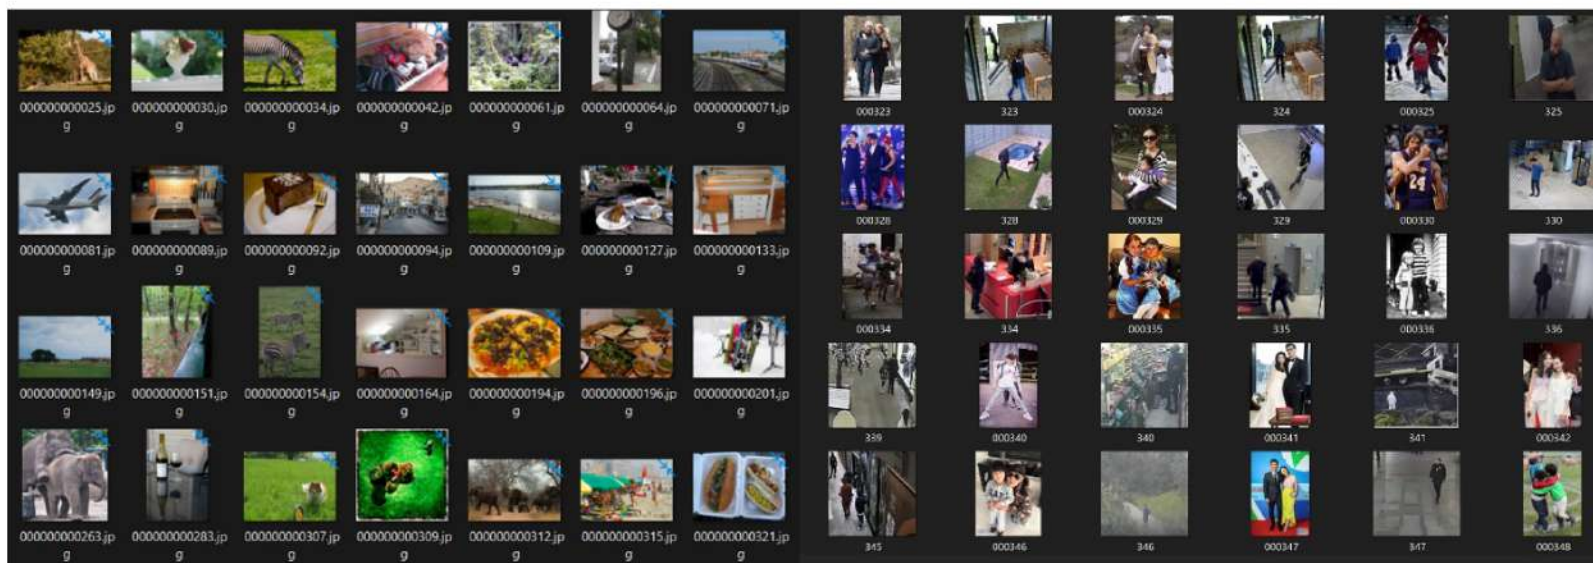 000000000025.jp 000000000030.jp 000000000034.jp 000000000042.jp 000000000061.jp 000000000064.jp 000000000071.jp
g g g g g g g
000000000081.jp 000000000089.jp 000000000092.jp 000000000094.jp 000000000109.jp 000000000127.jp 000000000133.jp
g g g g g g g
000000000149.jp 000000000151.jp 000000000154.jp 000000000164.jp 000000000194.jp 000000000196.jp 000000000201.jp
g g g g g g g
000000000263.jp 000000000283.jp 000000000307.jp 000000000309.jp 000000000312.jp 000000000315.jp 000000000321.jp
g g g g g g g
000323 323 000324 324 000325 325
24
000328 328 000329 329 000330 330
000334 334 000335 335 000336 336
339 000340 340 000341 341 000342
345 000346 346 000347 347 000348